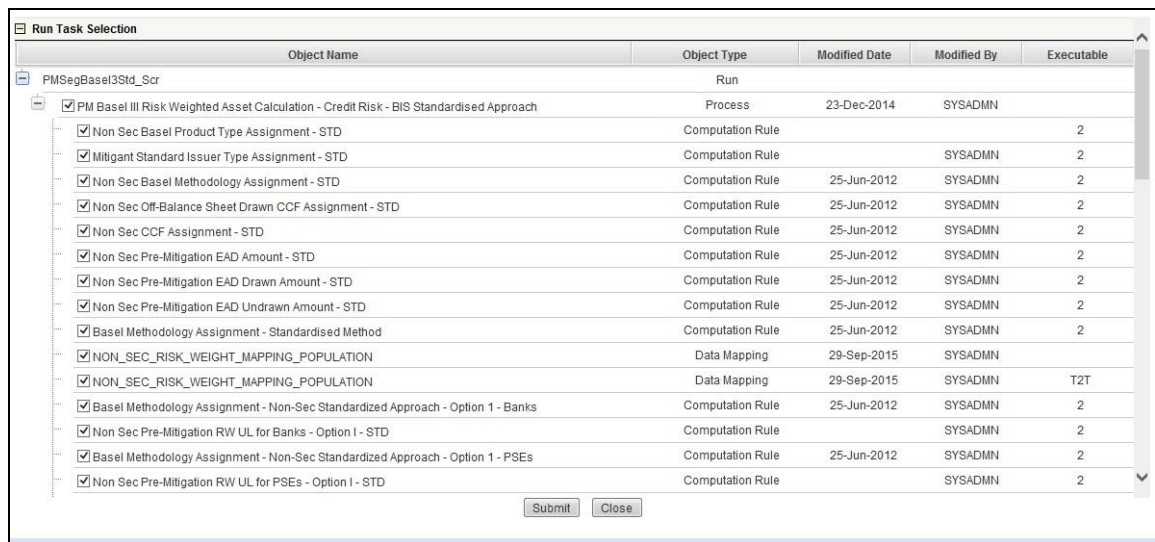 Run Task Selection
Object Name Object Type Modified Date Modified By Executable
PMSegBasel3Std_Scr Run
PM Basel III Risk Weighted Asset Calculation - Credit Risk - BIS Standardised Approach Process 23-Dec-2014 SYSADMN
Non Sec Basel Product Type Assignment - STD Computation Rule 2
Mitigant Standard Issuer Type Assignment - STD Computation Rule SYSADMN 2
Non Sec Basel Methodology Assignment - STD Computation Rule 25-Jun-2012 SYSADMN 2
Non Sec Off-Balance Sheet Drawn CCF Assignment - STD Computation Rule 25-Jun-2012 SYSADMN 2
Non Sec CCF Assignment - STD Computation Rule 25-Jun-2012 SYSADMN 2
Non Sec Pre-Mitigation EAD Amount - STD Computation Rule 25-Jun-2012 SYSADMN 2
Non Sec Pre-Mitigation EAD Drawn Amount - STD Computation Rule 25-Jun-2012 SYSADMN 2
Non Sec Pre-Mitigation EAD Undrawn Amount - STD Computation Rule 25-Jun-2012 SYSADMN 2
Basel Methodology Assignment - Standardised Method Computation Rule 25-Jun-2012 SYSADMN 2
NON_SEC_RISK_WEIGHT_MAPPING_POPULATION Data Mapping 29-Sep-2015 SYSADMN
NON_SEC_RISK_WEIGHT_MAPPING_POPULATION Data Mapping 29-Sep-2015 SYSADMN T2T
Basel Methodology Assignment - Non-Sec Standardized Approach - Option 1 - Banks Computation Rule 25-Jun-2012 SYSADMN 2
Non Sec Pre-Mitigation RW UL for Banks - Option I - STD Computation Rule SYSADMN 2
Basel Methodology Assignment - Non-Sec Standardized Approach - Option 1 - PSEs Computation Rule 25-Jun-2012 SYSADMN 2
Non Sec Pre-Mitigation RW UL for PSEs - Option I - STD Computation Rule SYSADMN 2
Submit Close